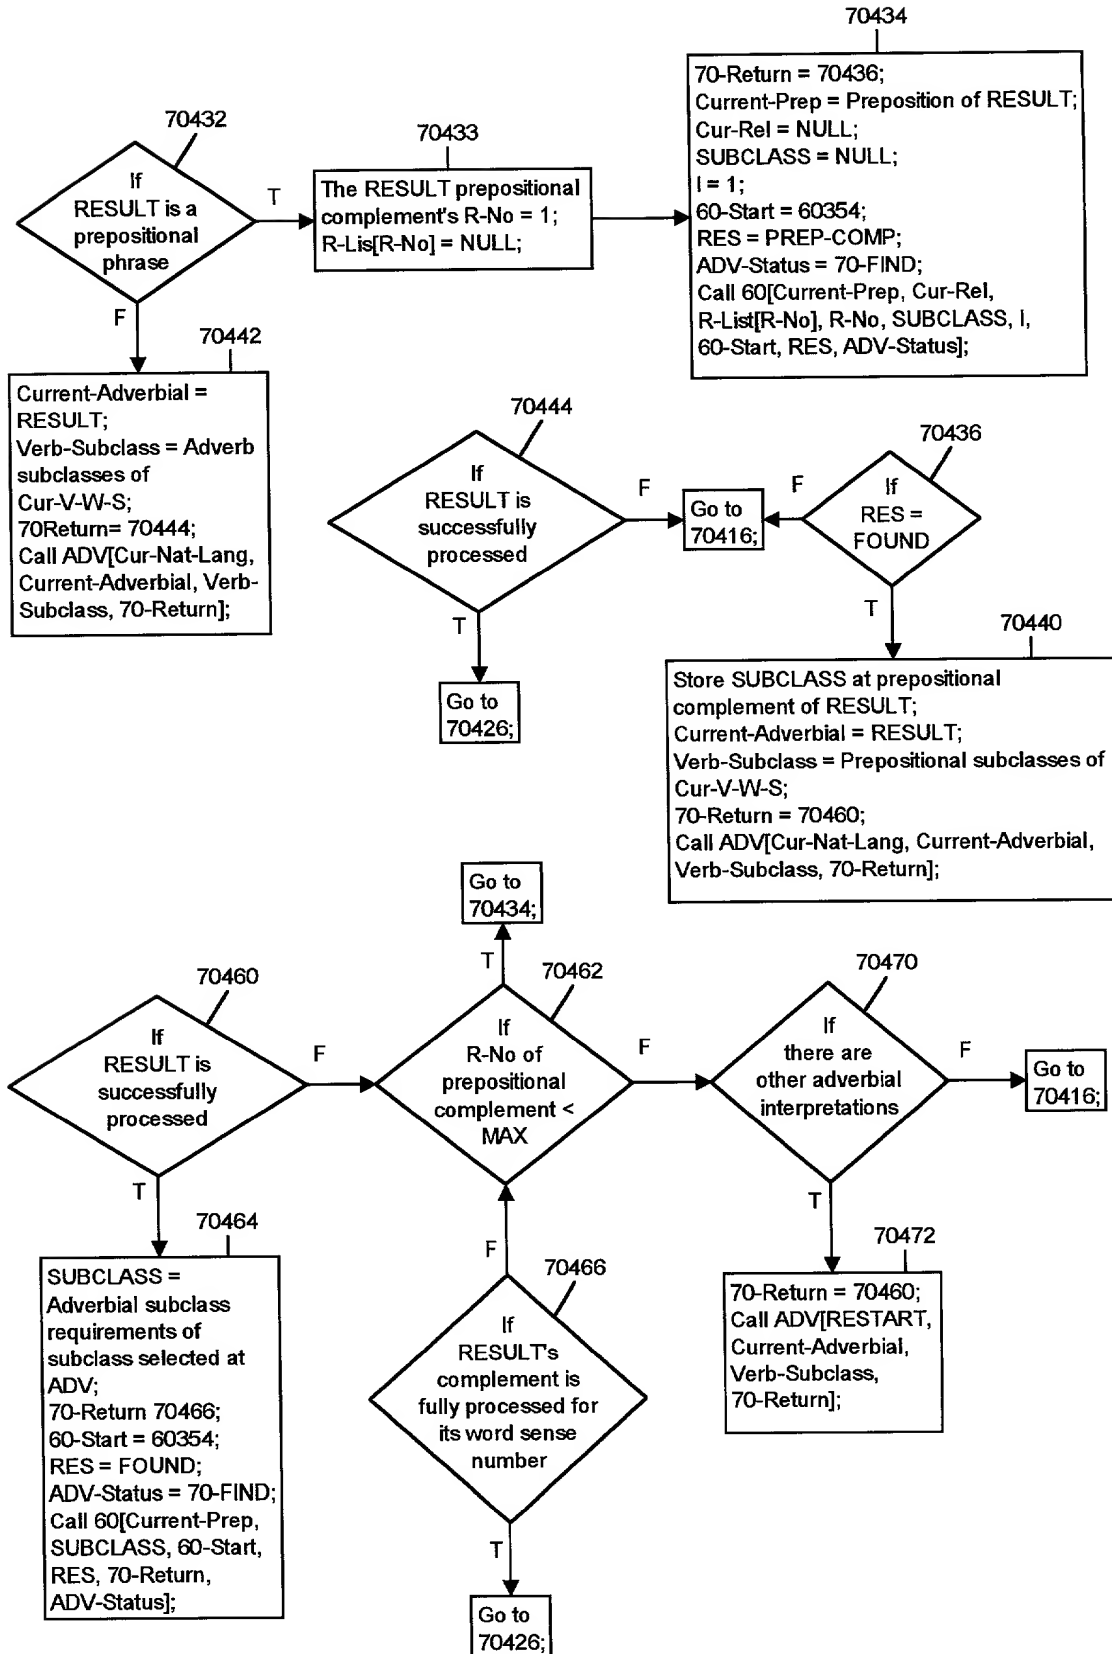 70434
70-Return = 70436;
Current-Prep = Preposition of RESULT;
Cur-Rel = NULL;
SUBCLASS = NULL;
I = 1;
60-Start = 60354;
RES = PREP-COMP;
ADV-Status = 70-FIND;
Call 60[Current-Prep, Cur-Rel,
R-List[R-No], R-No, SUBCLASS, I,
60-Start, RES, ADV-Status];
70432
If
RESULT is a
prepositional
phrase
T
F
70433
The RESULT prepositional
complement's R-No = 1;
R-Lis[R-No] = NULL;
70442
Current-Adverbial =
RESULT;
Verb-Subclass = Adverb
subclasses of
Cur-V-W-S;
70Return= 70444;
Call ADV[Cur-Nat-Lang,
Current-Adverbial, Verb-
Subclass, 70-Return];
70444
If
RESULT is
successfully
processed
F
T
Go to
70416;
Go to
70426;
70436
If
RES =
FOUND
F
T
70440
Store SUBCLASS at prepositional
complement of RESULT;
Current-Adverbial = RESULT;
Verb-Subclass = Prepositional subclasses of
Cur-V-W-S;
70-Return = 70460;
Call ADV[Cur-Nat-Lang, Current-Adverbial,
Verb-Subclass, 70-Return];
Go to
70434;
T
70460
If
RESULT is
successfully
processed
F
T
70462
If
R-No of
prepositional
complement <
MAX
F
70470
If
there are
other adverbial
interpretations
F
T
Go to
70416;
70464
SUBCLASS =
Adverbial subclass
requirements of
subclass selected at
ADV;
70-Return 70466;
60-Start = 60354;
RES = FOUND;
ADV-Status = 70-FIND;
Call 60[Current-Prep,
SUBCLASS, 60-Start,
RES, 70-Return,
ADV-Status];
F
70466
If
RESULT's
complement is
fully processed for
its word sense
number
T
Go to
70426;
70472
70-Return = 70460;
Call ADV[RESTART,
Current-Adverbial,
Verb-Subclass,
70-Return];